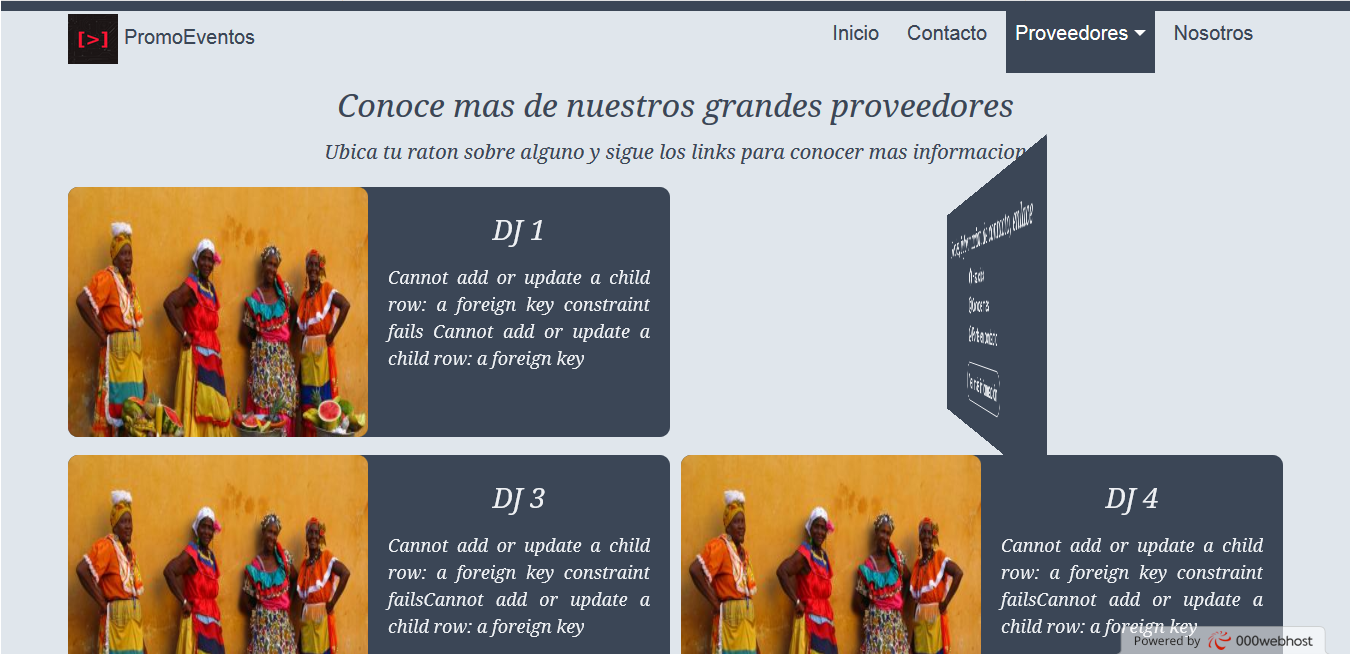 [>] PromoEventos
Inicio Contacto Proveedores Nosotros
Conoce mas de nuestros grandes proveedores
Ubica tu raton sobre alguno y sigue los links para conocer mas informacion
DJ 1
Cannot add or update a child
row: a foreign key constraint
fails Cannot add or update a
child row: a foreign key
enlace
DJ 3
Cannot add or update a child
row: a foreign key constraint
failsCannot add or update a
child row: a foreign key
DJ 4
Cannot add or update a child
row: a foreign key constraint
failsCannot add or update a
child row: a foreign key
Powered by 000webhost